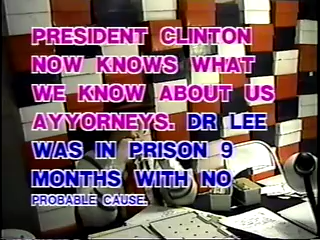 PRESIDENT CLINTON
NOW KNOWS WHAT
WE KNOW ABOUT US
AYYORNEYS. DR LEE
WAS IN PRISON 9
MONTHS WITH NO
PROBABLE CAUSE.